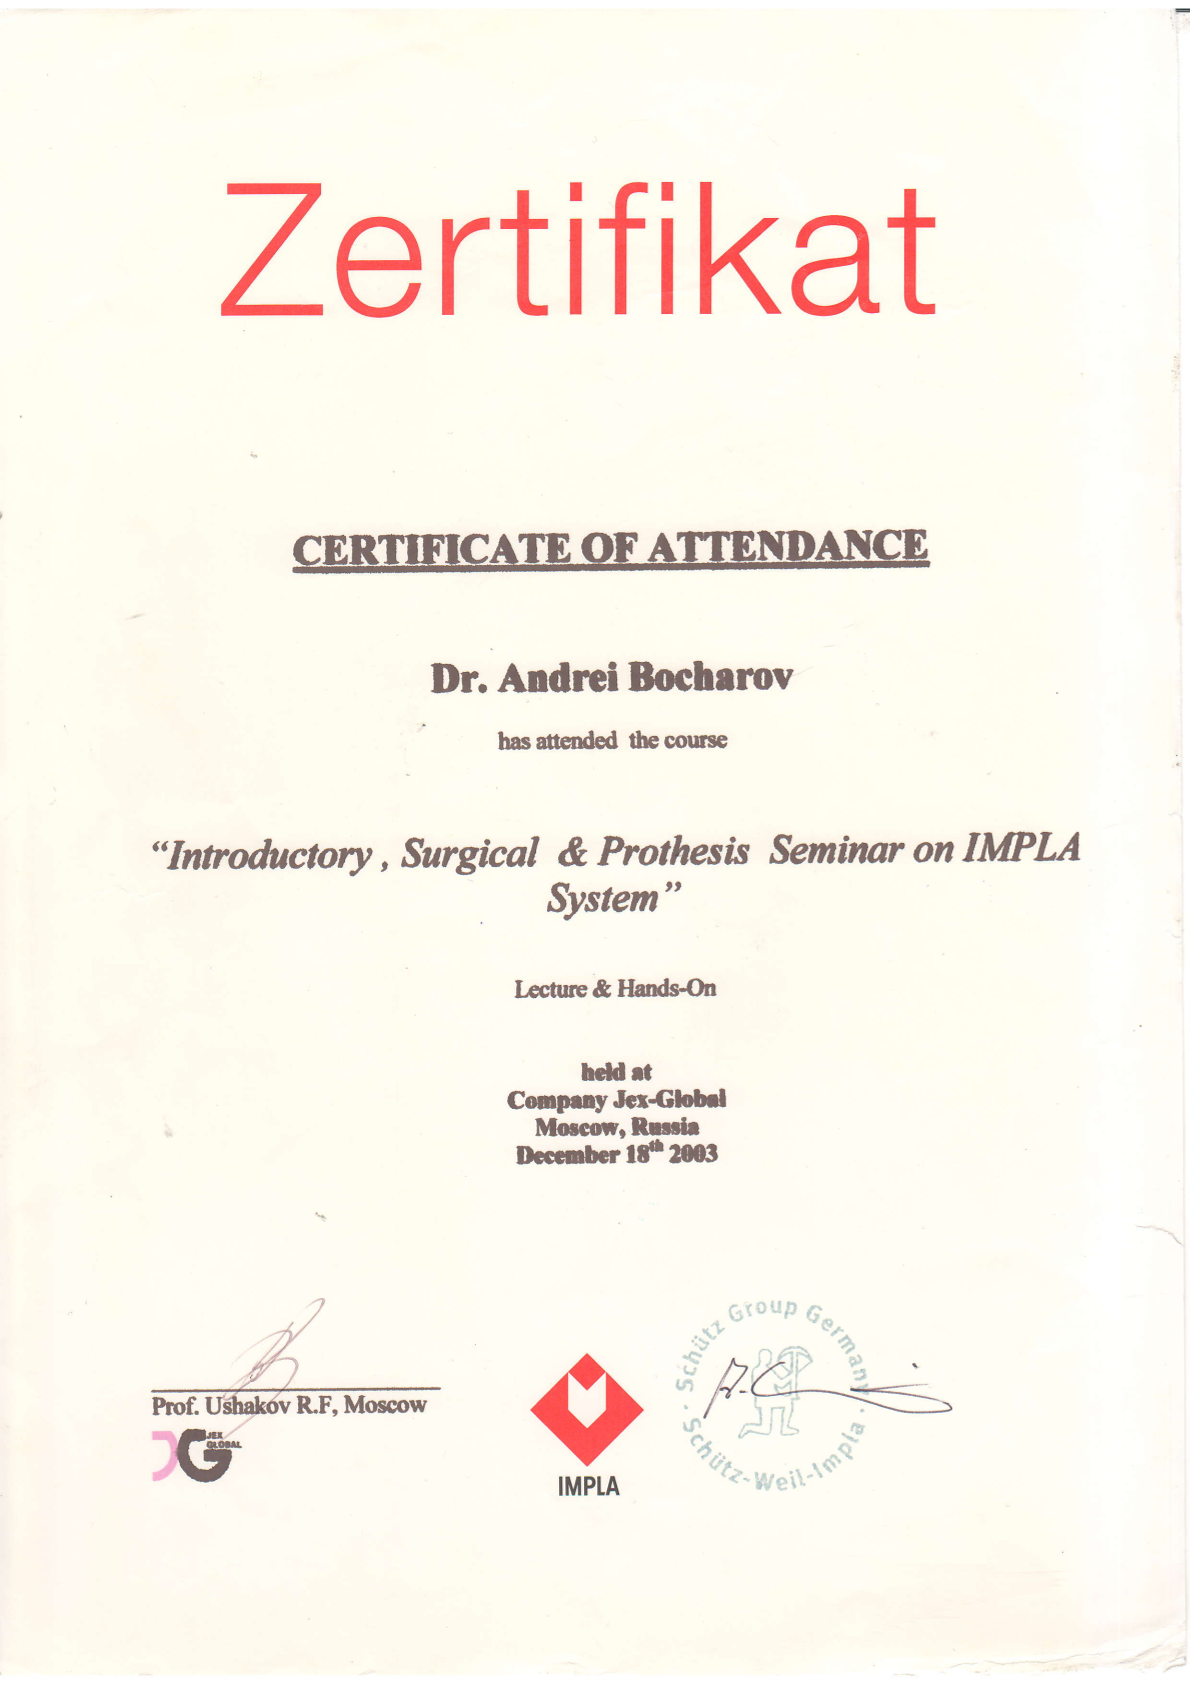 Zertifikat
CERTIFICATE OF ATTENDANCE
Dr. Andrei Bocharov
has attended  the course
“Introductory , Surgical  & Prothesis  Seminar on IMPLA
System”
Lecture & Hands-On
held at
Company Jex-Global
Moscow, Russia
December 18th 2003
Prof. Ushakov R.F, Moscow
JEX
GLOBAL
IMPLA
Schütz Group Germany
Schütz-Weil-Impla